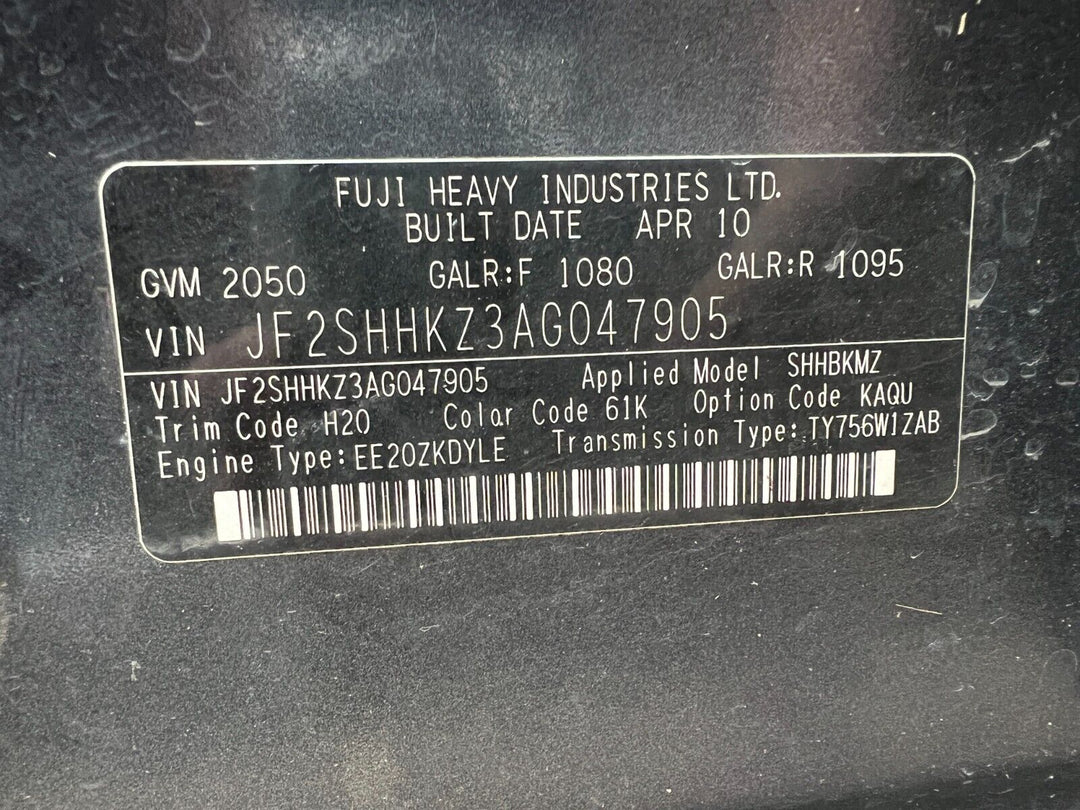 FUJI HEAVY INDUSTRIES LTD.
BUILT DATE APR 10
GVM 2050 GALR:F 1080 GALR:R 1095
VIN JF2SHHKZ3AG047905
VIN JF2SHHKZ3AG047905 Applied Model SHHBKMZ
Trim Code H20 Color Code 61K Option Code KAQU
Engine Type:EE20ZKDYLE Transmission Type:TY756W1ZAB